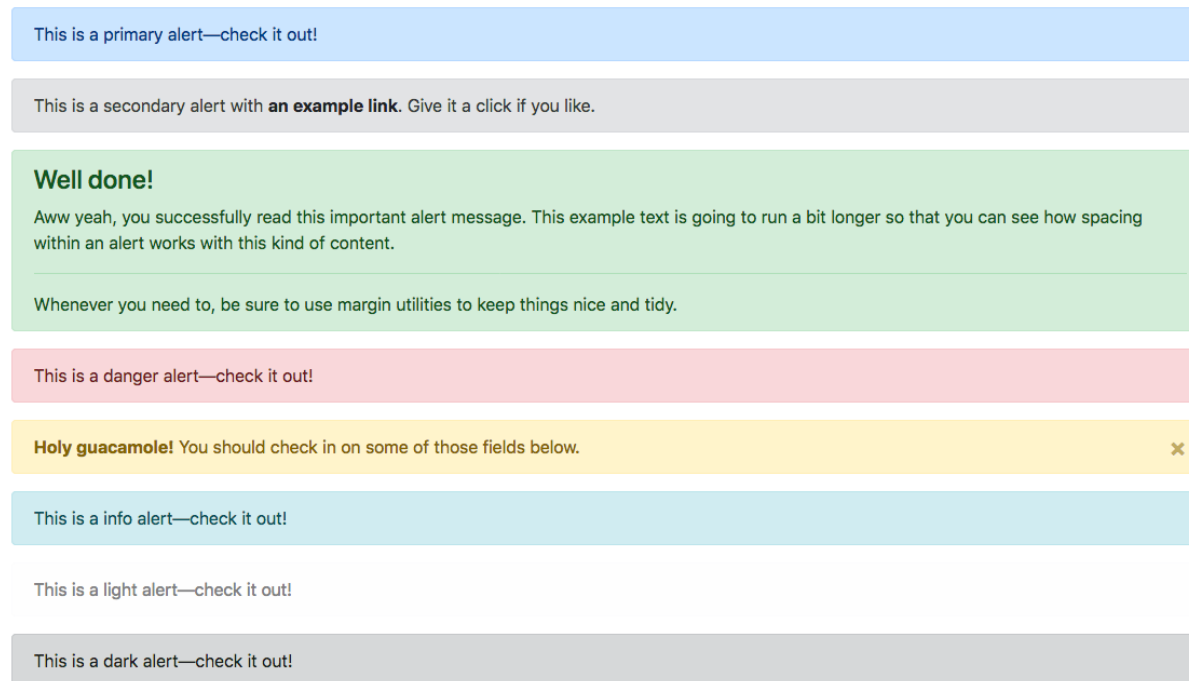 This is a primary alert—check it out!
This is a secondary alert with an example link. Give it a click if you like.
Well done!
Aww yeah, you successfully read this important alert message. This example text is going to run a bit longer so that you can see how spacing
within an alert works with this kind of content.
Whenever you need to, be sure to use margin utilities to keep things nice and tidy.
This is a danger alert—check it out!
Holy guacamole! You should check in on some of those fields below. ×
This is a info alert—check it out!
This is a light alert—check it out!
This is a dark alert—check it out!